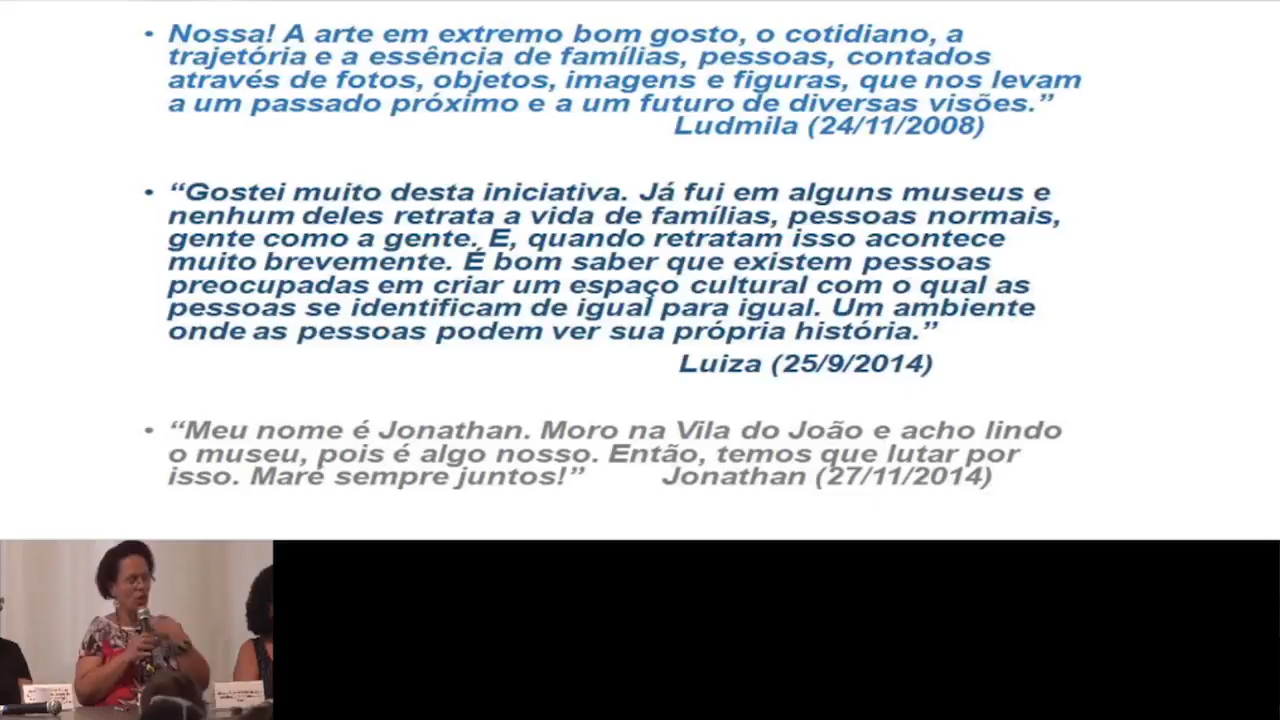 • Nossa! A arte em extremo bom gosto, o cotidiano, a
trajetória e a essência de famílias, pessoas, contados
através de fotos, objetos, imagens e figuras, que nos levam
a um passado próximo e a um futuro de diversas visões.”
Ludmila (24/11/2008)
• “Gostei muito desta iniciativa. Já fui em alguns museus e
nenhum deles retrata a vida de famílias, pessoas normais,
gente como a gente. E, quando retratam isso acontece
muito brevemente. É bom saber que existem pessoas
preocupadas em criar um espaço cultural com o qual as
pessoas se identificam de igual para igual. Um ambiente
onde as pessoas podem ver sua própria história.”
Luiza (25/9/2014)
• “Meu nome é Jonathan. Moro na Vila do João e acho lindo
o museu, pois é algo nosso. Então, temos que lutar por
isso. Maré sempre juntos!” Jonathan (27/11/2014)